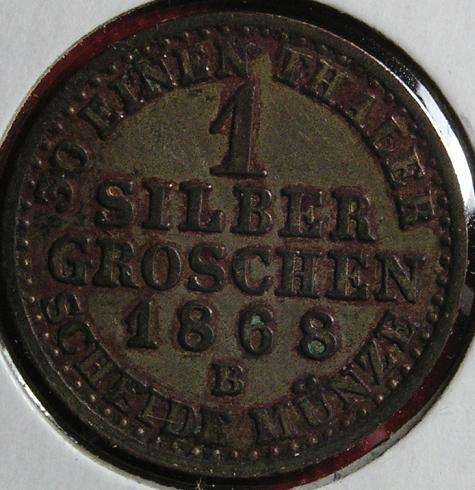 30 EINEN THALER
1
SILBER
GROSCHEN
1868
B
SCHEIDE MÜNZE